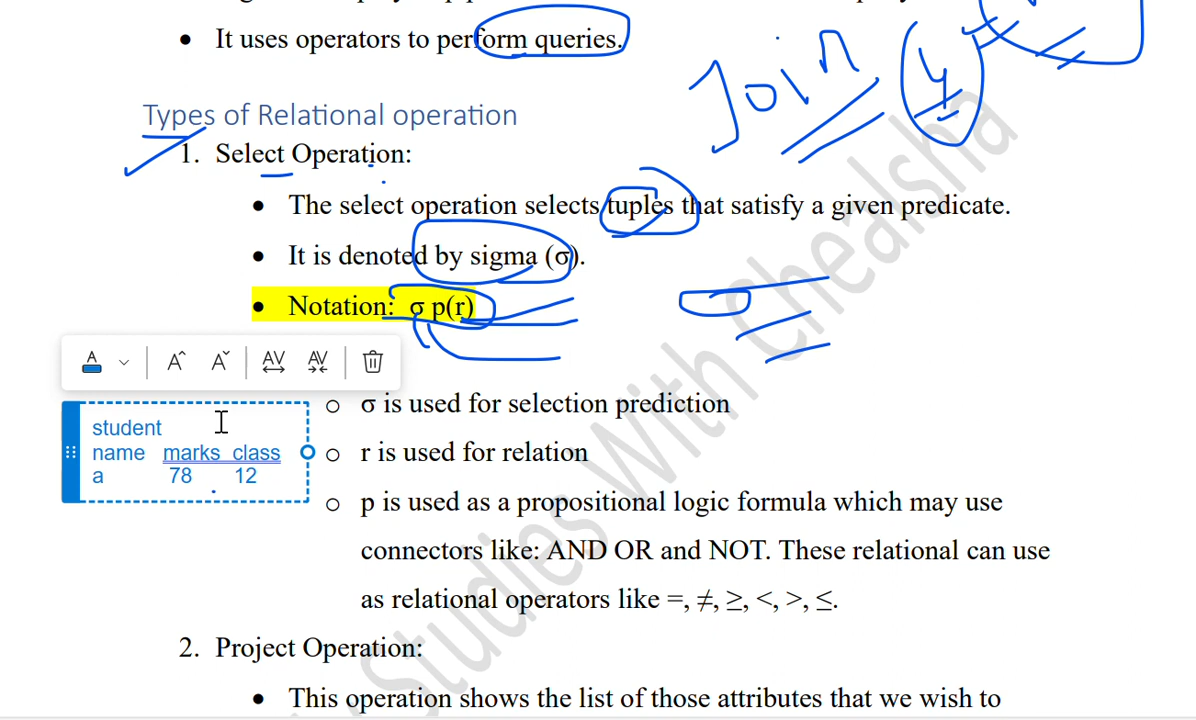 • It uses operators to perform queries.
Join
Types of Relational operation
1. Select Operation:
• The select operation selects tuples that satisfy a given predicate.
• It is denoted by sigma (σ).
• Notation: σ p(r)
student
name marks class
a 78 12
o σ is used for selection prediction
o r is used for relation
o p is used as a propositional logic formula which may use
connectors like: AND OR and NOT. These relational can use
as relational operators like =, ≠, ≥, <, >, ≤.
2. Project Operation:
• This operation shows the list of those attributes that we wish to
Studies With Chealsha